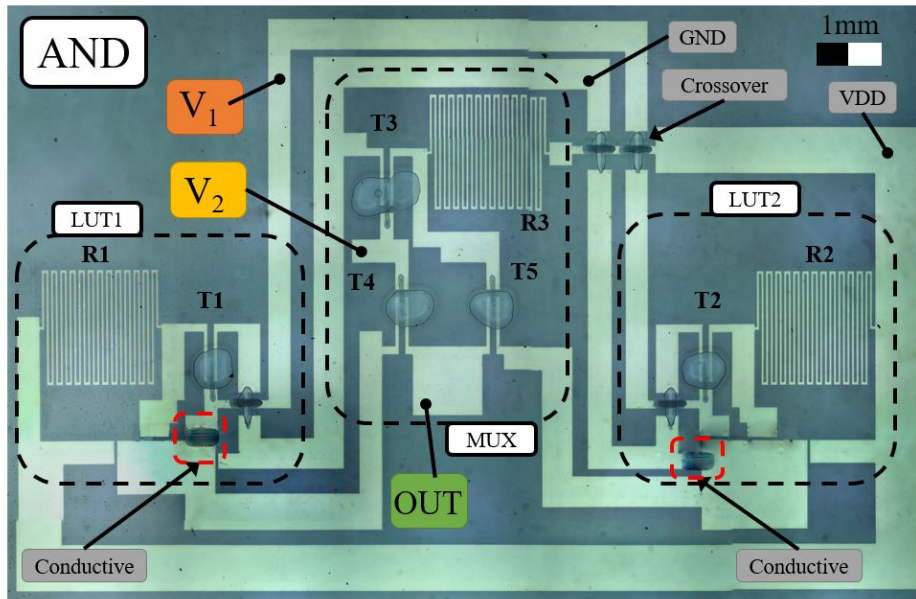 AND
GND
1mm
V1
Crossover
VDD
T3
V2
LUT1
R3
LUT2
R1
T4
T5
R2
T1
T2
MUX
OUT
Conductive
Conductive